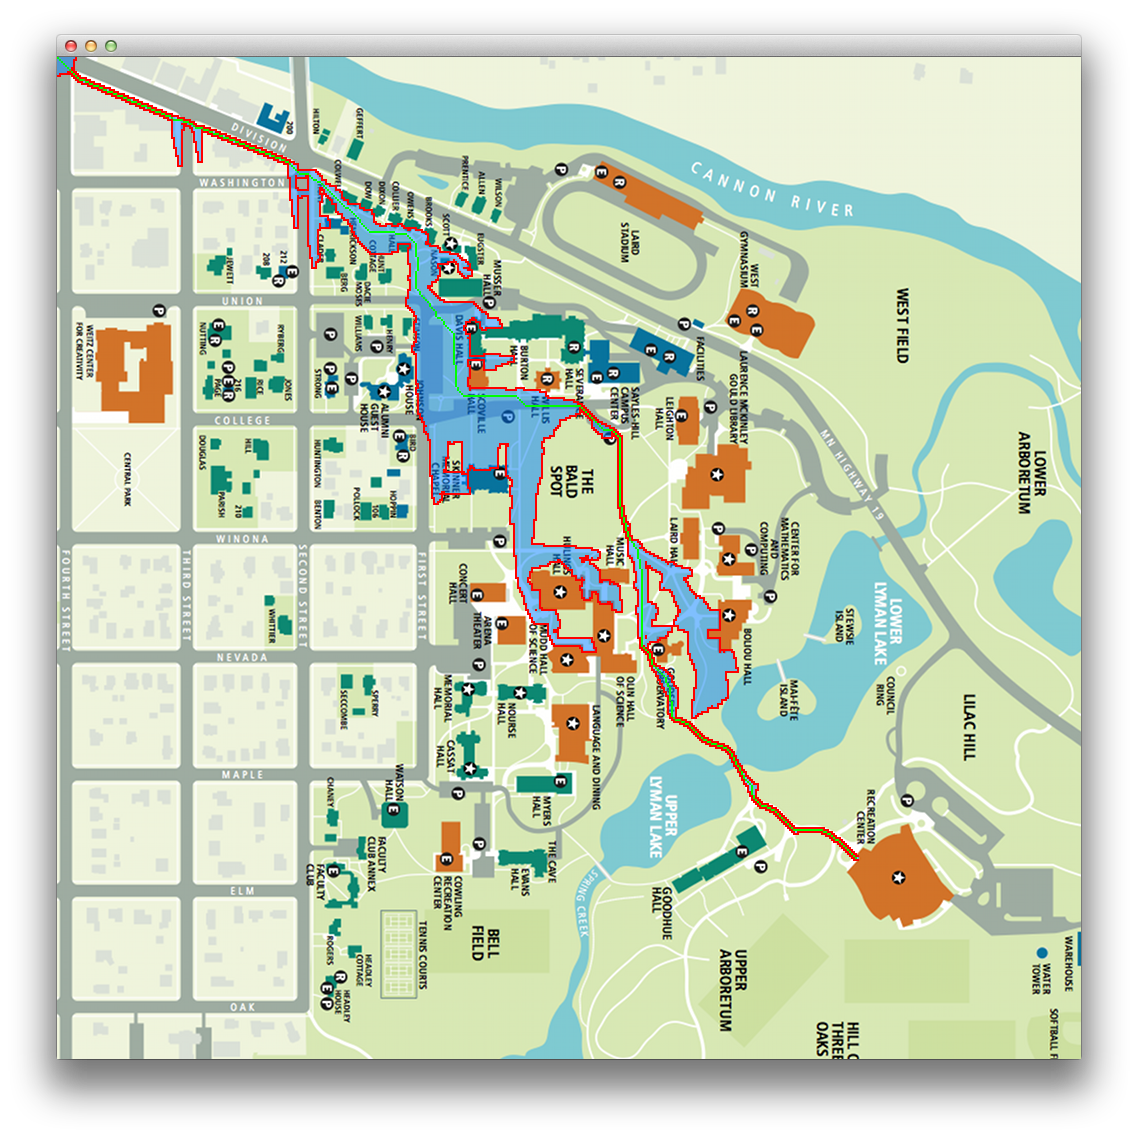 CANNON RIVER
DIVISION
WASHINGTON
UNION
COLLEGE
WINONA
NEVADA
MAPLE
ELM
OAK
FOURTH STREET
THIRD STREET
SECOND STREET
FIRST STREET
MN HIGHWAY 19
200
HILTON
GEFFERT
PRENTICE
ALLEN
WILSON
DOW
DIXON
COLLIER
OWENS
BROOKS
SCOTT
EUGSTER
MUSSER
HALL
LAIRD
STADIUM
WEST
GYMNASIUM
WEST FIELD
FACILITIES
LAURENCE MCKINLEY
GOULD LIBRARY
JEWETT
208
212
BERG
DACIE
MOSES
HUNT
COTTAGE
WEITZ CENTER
FOR CREATIVITY
NUTTING
RYBERG
216
PAGE
RICE
JONES
WILLIAMS
HENRY
STRONG
ALUMNI
GUEST
HOUSE
JOHNSON
HOUSE
DAVIS HALL
BURTON
HALL
SEVERANCE
HALL
SAYLES-HILL
CAMPUS
CENTER
SCOVILLE
HALL
WILLIS
HALL
LEIGHTON
HALL
CENTRAL PARK
DOUGLAS
HILL
PARISH
210
HUNTINGTON
BENTON
BIRD
POLLOCK
106
HOPPIN
SKINNER
MEMORIAL
CHAPEL
THE
BALD
SPOT
LAIRD HALL
CENTER FOR
MATHEMATICS
AND
COMPUTING
MUSIC
HALL
HULINGS
HALL
CONCERT
HALL
ARENA
THEATER
MUDD HALL
OF SCIENCE
OLIN HALL
OF SCIENCE
BOLIOU HALL
WHITTIER
SECCOMBE
SPERRY
MEMORIAL
HALL
NOURSE
HALL
CASSAT
HALL
LANGUAGE AND DINING
MYERS
HALL
WATSON
HALL
CHANEY
FACULTY
CLUB ANNEX
FACULTY
CLUB
COWLING
RECREATION
CENTER
EVANS
HALL
THE CAVE
ROGERS
HEADLEY
COTTAGE
HEADLEY
HOUSE
TENNIS COURTS
BELL
FIELD
SPRING CREEK
UPPER
LYMAN LAKE
LOWER
LYMAN LAKE
STEWSIE
ISLAND
MAI-FETE
ISLAND
COUNCIL
RING
LILAC HILL
LOWER
ARBORETUM
RECREATION
CENTER
GOODHUE
HALL
UPPER
ARBORETUM
WATER
TOWER
WAREHOUSE
THREE
OAKS